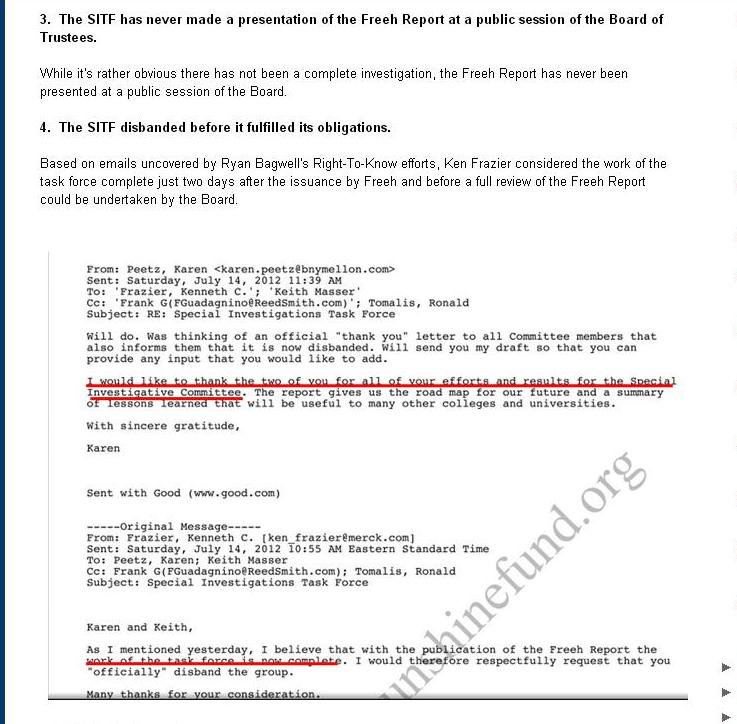 3. The SITF has never made a presentation of the Freeh Report at a public session of the Board of
Trustees.
While it's rather obvious there has not been a complete investigation, the Freeh Report has never been
presented at a public session of the Board.
4. The SITF disbanded before it fulfilled its obligations.
Based on emails uncovered by Ryan Bagwell's Right-To-Know efforts, Ken Frazier considered the work of the
task force complete just two days after the issuance by Freeh and before a full review of the Freeh Report
could be undertaken by the Board.
From: Peetz, Karen <karen.peetz@bnymellon.com>
Sent: Saturday, July 14, 2012 11:39 AM
To: 'Frazier, Kenneth C.'; 'Keith Masser'
Cc: 'Frank G(FGuadagnino@ReedSmith.com)'; Tomalis, Ronald
Subject: RE: Special Investigations Task Force
Will do. Was thinking of an official "thank you" letter to all Committee members that
also informs them that it is now disbanded. Will send you my draft so that you can
provide any input that you would like to add.
I would like to thank the two of you for all of your efforts and results for the Special
Investigative Committee. The report gives us the road map for our future and a summary
of lessons learned that will be useful to many other colleges and universities.
With sincere gratitude,
Karen
Sent with Good (www.good.com)
-----Original Message-----
From: Frazier, Kenneth C. [ken_frazier@merck.com]
Sent: Saturday, July 14, 2012 10:55 AM Eastern Standard Time
To: Peetz, Karen; Keith Masser
Cc: Frank G(FGuadagnino@ReedSmith.com); Tomalis, Ronald
Subject: Special Investigations Task Force
Karen and Keith,
As I mentioned yesterday, I believe that with the publication of the Freeh Report the
work of the task force is now complete. I would therefore respectfully request that you
"officially" disband the group.
Many thanks for your consideration.
unshinefund.org